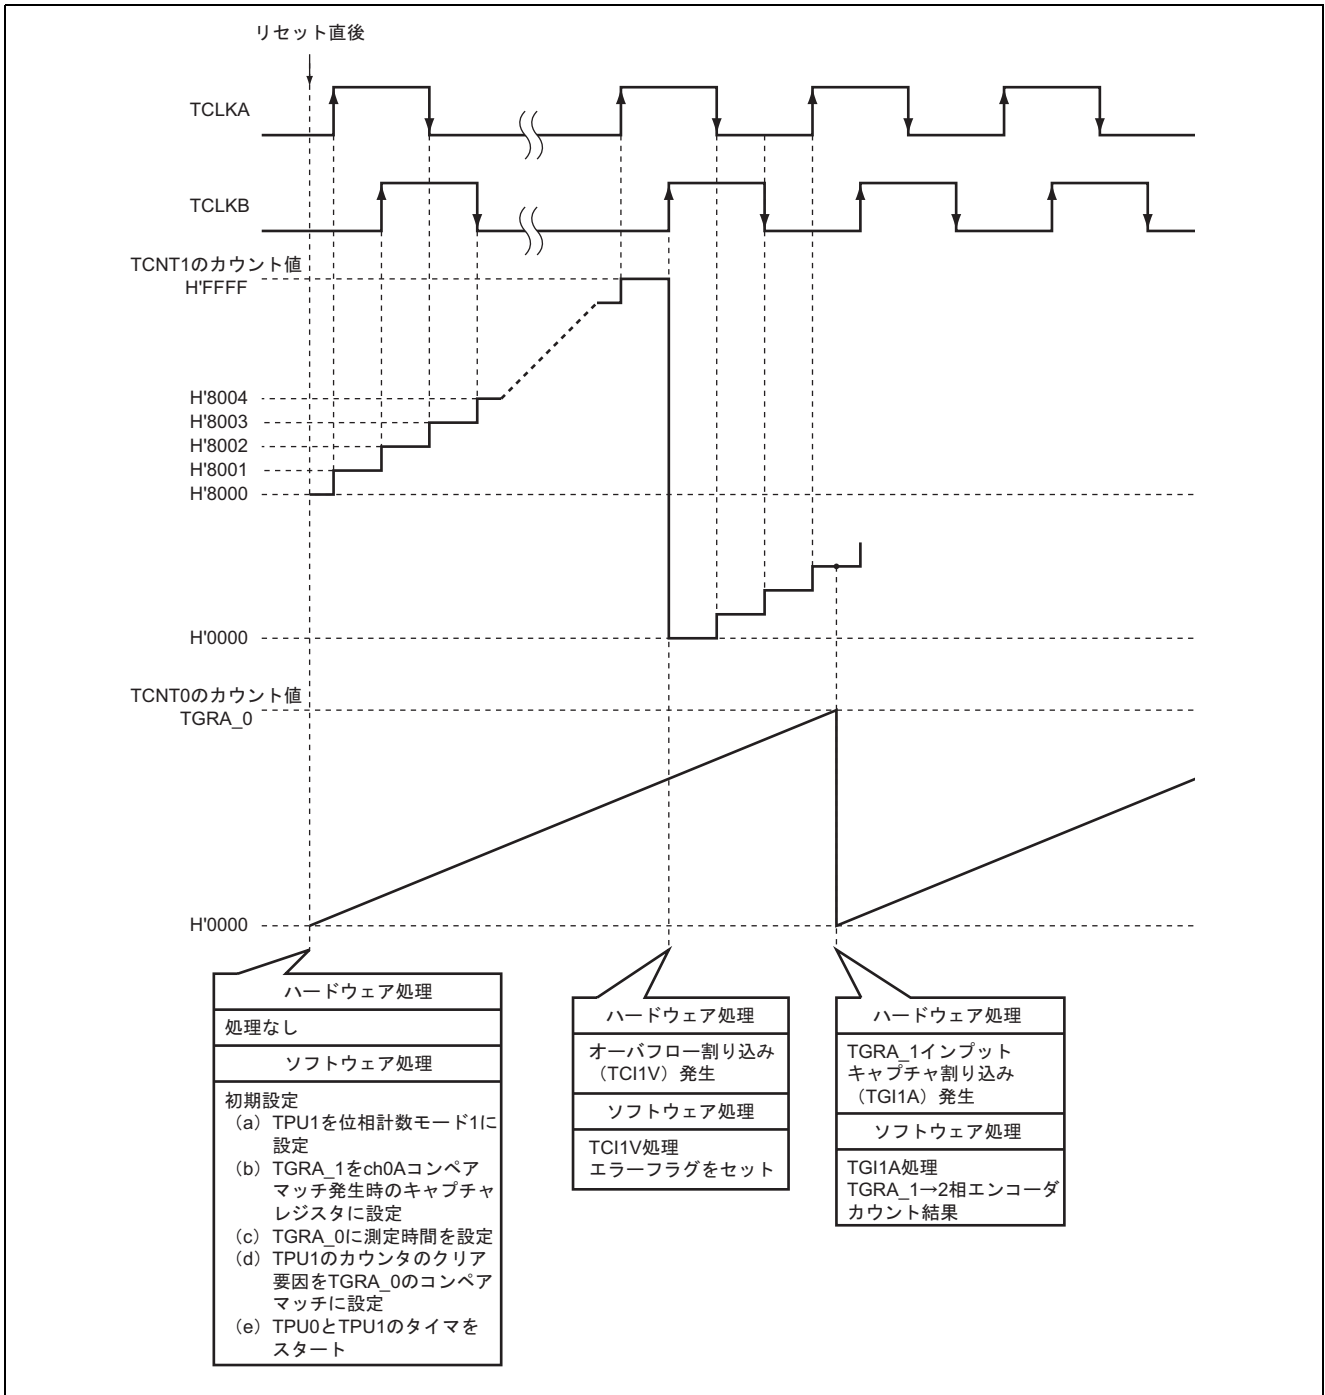 リセット直後
TCLKA
TCLKB
TCNT1のカウント値
H'FFFF
H'8004
H'8003
H'8002
H'8001
H'8000
H'0000
TCNT0のカウント値
TGRA_0
H'0000
ハードウェア処理
処理なし
ソフトウェア処理
初期設定
（a）TPU1を位相計数モード1に
設定
（b）TGRA_1をch0Aコンペア
マッチ発生時のキャプチャ
レジスタに設定
（c）TGRA_0に測定時間を設定
（d）TPU1のカウンタのクリア
要因をTGRA_0のコンペア
マッチに設定
（e）TPU0とTPU1のタイマを
スタート
ハードウェア処理
オーバフロー割り込み
（TCI1V）発生
ソフトウェア処理
TCI1V処理
エラーフラグをセット
ハードウェア処理
TGRA_1インプット
キャプチャ割り込み
（TGI1A）発生
ソフトウェア処理
TGI1A処理
TGRA_1→2相エンコーダ
カウント結果